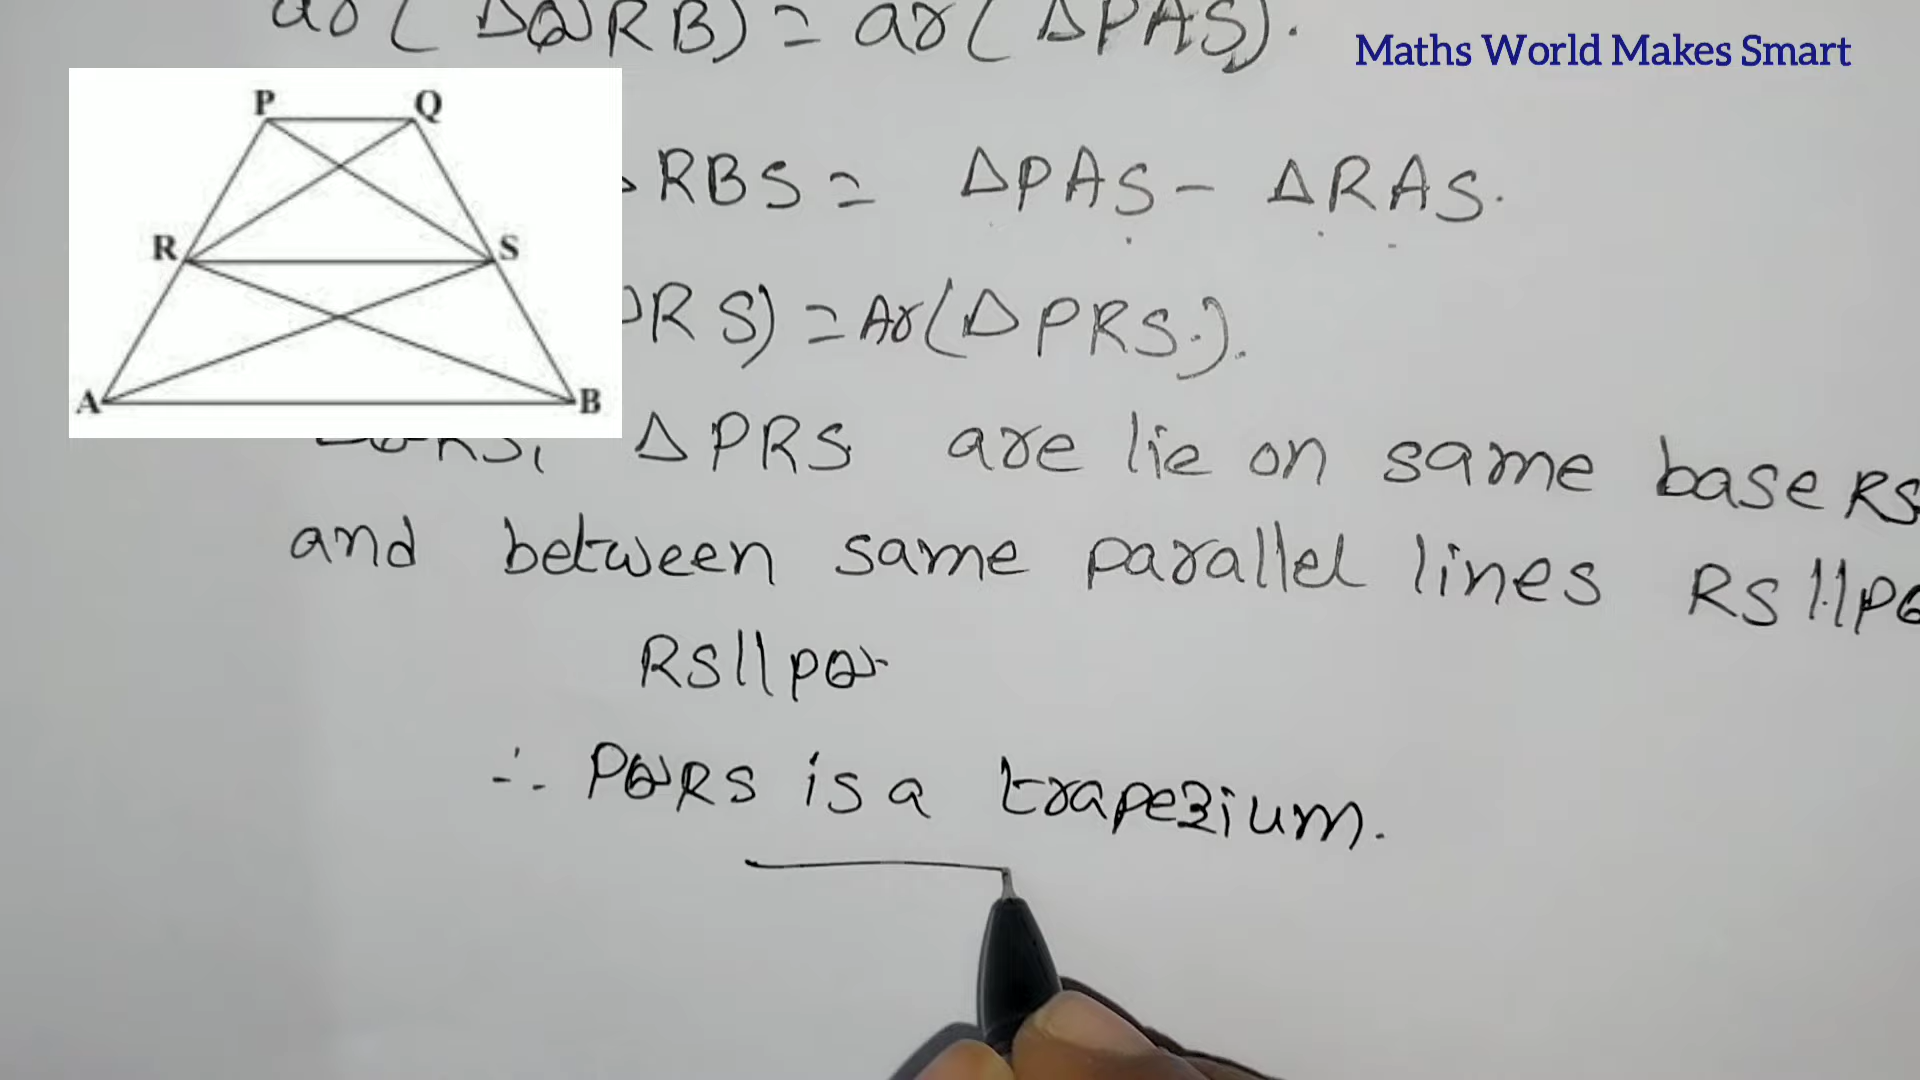 ar( ΔQRB) = ar( ΔPAS).
Maths World Makes Smart
P Q
R S
A B
RBS = ΔPAS - ΔRAS.
RS) = Ar(ΔPRS.).
QRS, ΔPRS are lie on same base RS
and between same parallel lines RS||PQ
RS||PQ
∴ PQRS is a trapezium.